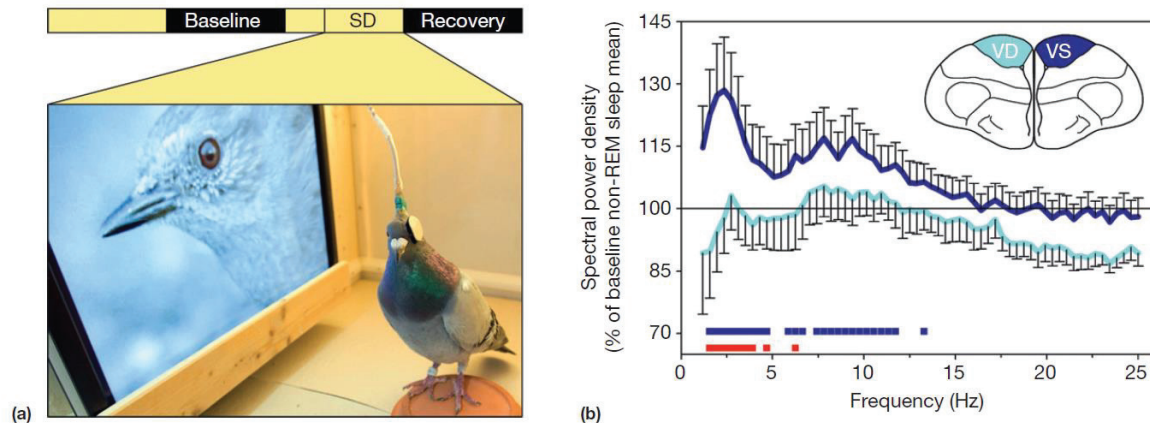 Baseline
SD
Recovery
(a)
(b)
Spectral power density
(% of baseline non-REM sleep mean)
145
130
115
100
85
70
VD
VS
0
5
10
15
20
25
Frequency (Hz)